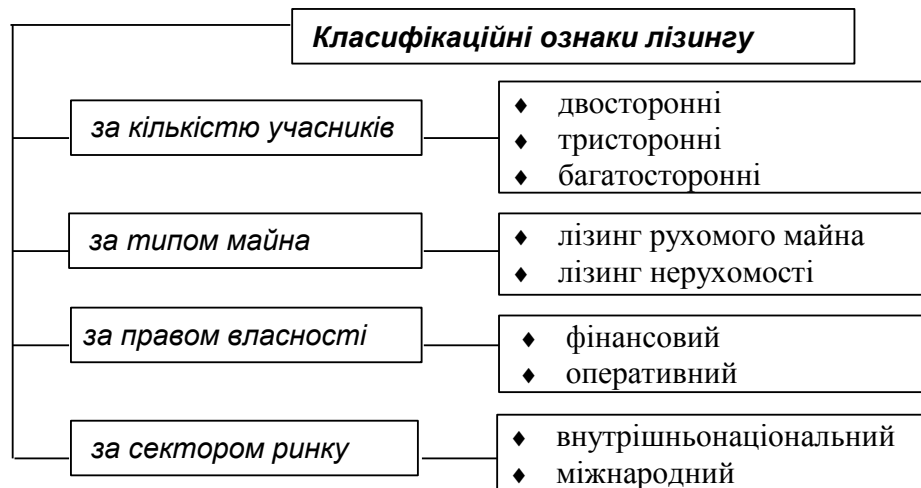 Класифікаційні ознаки лізингу
за кількістю учасників
♦ двосторонні
♦ тристоронні
♦ багатосторонні
за типом майна
♦ лізинг рухомого майна
♦ лізинг нерухомості
за правом власності
♦ фінансовий
♦ оперативний
за сектором ринку
♦ внутрішньонаціональний
♦ міжнародний